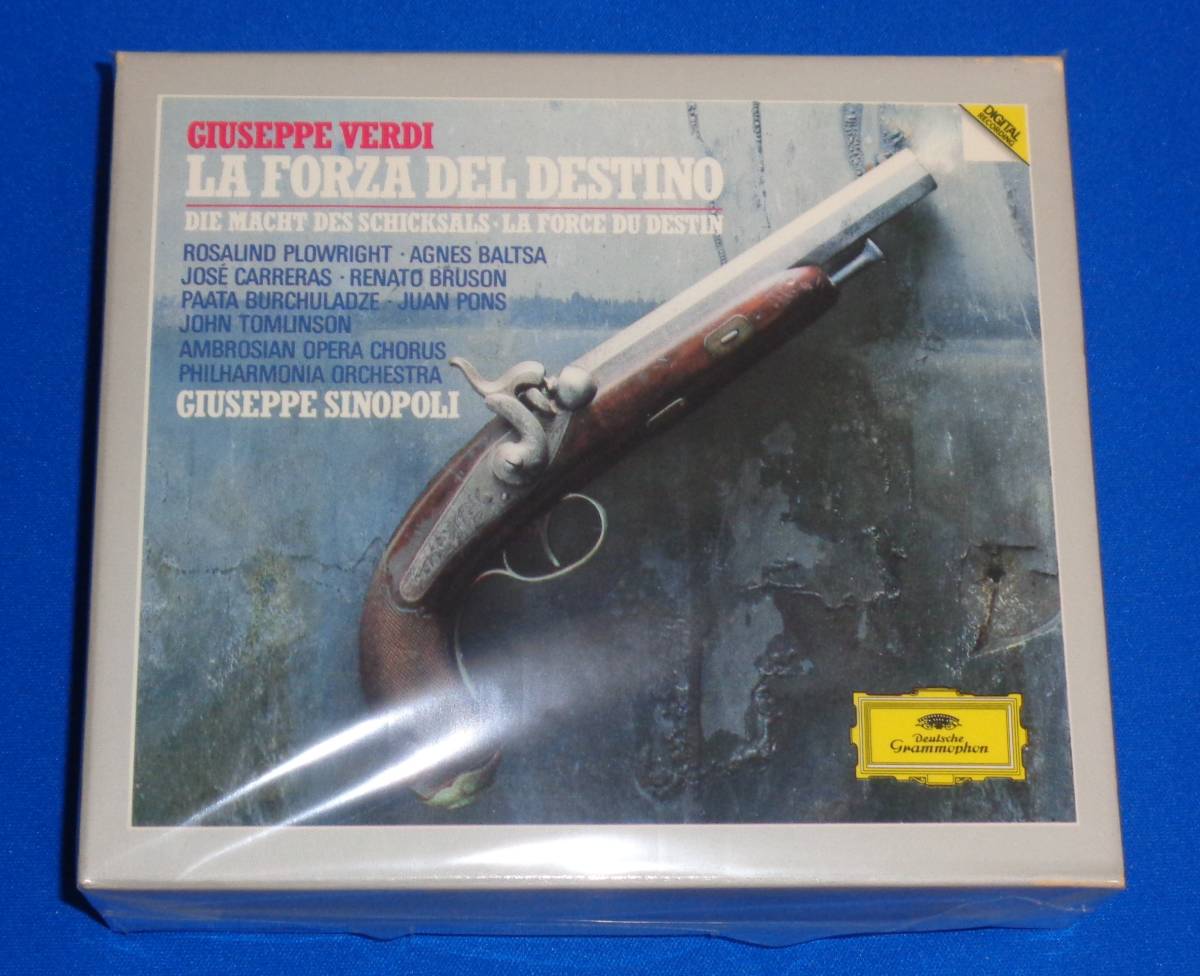 GIUSEPPE VERDI
LA FORZA DEL DESTINO
DIE MACHT DES SCHICKSALS · LA FORCE DU DESTIN
ROSALIND PLOWRIGHT · AGNES BALTSA
JOSÉ CARRERAS · RENATO BRUSON
PAATA BURCHULADZE · JUAN PONS
JOHN TOMLINSON
AMBROSIAN OPERA CHORUS
PHILHARMONIA ORCHESTRA
GIUSEPPE SINOPOLI
DIGITAL
RECORDING
Deutsche
Grammophon